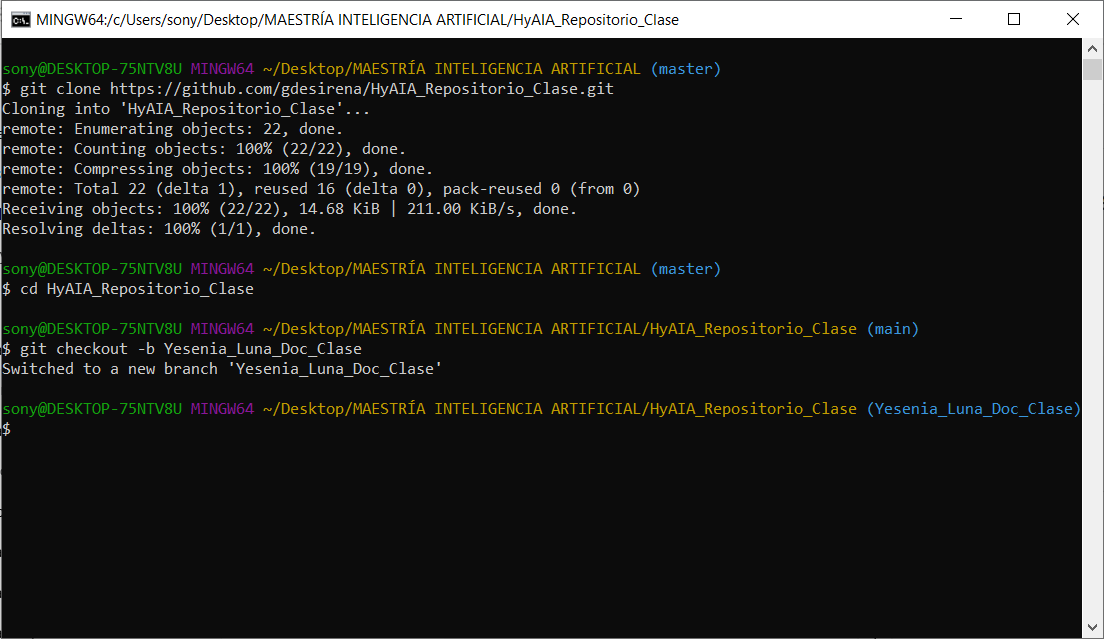 MINGW64:/c/Users/sony/Desktop/MAESTRÍA INTELIGENCIA ARTIFICIAL/HyAIA_Repositorio_Clase
sony@DESKTOP-75NTV8U MINGW64 ~/Desktop/MAESTRÍA INTELIGENCIA ARTIFICIAL (master)
$ git clone https://github.com/gdesirena/HyAIA_Repositorio_Clase.git
Cloning into 'HyAIA_Repositorio_Clase'...
remote: Enumerating objects: 22, done.
remote: Counting objects: 100% (22/22), done.
remote: Compressing objects: 100% (19/19), done.
remote: Total 22 (delta 1), reused 16 (delta 0), pack-reused 0 (from 0)
Receiving objects: 100% (22/22), 14.68 KiB | 211.00 KiB/s, done.
Resolving deltas: 100% (1/1), done.
sony@DESKTOP-75NTV8U MINGW64 ~/Desktop/MAESTRÍA INTELIGENCIA ARTIFICIAL (master)
$ cd HyAIA_Repositorio_Clase
sony@DESKTOP-75NTV8U MINGW64 ~/Desktop/MAESTRÍA INTELIGENCIA ARTIFICIAL/HyAIA_Repositorio_Clase (main)
$ git checkout -b Yesenia_Luna_Doc_Clase
Switched to a new branch 'Yesenia_Luna_Doc_Clase'
sony@DESKTOP-75NTV8U MINGW64 ~/Desktop/MAESTRÍA INTELIGENCIA ARTIFICIAL/HyAIA_Repositorio_Clase (Yesenia_Luna_Doc_Clase)
$